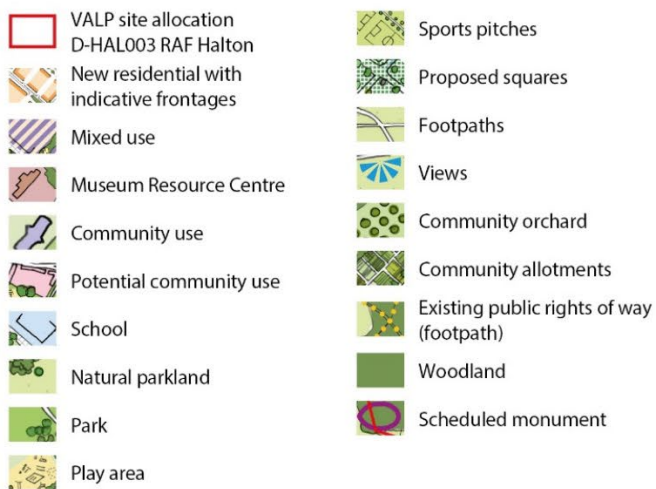 VALP site allocation
D-HAL003 RAF Halton
New residential with
indicative frontages
Mixed use
Museum Resource Centre
Community use
Potential community use
School
Natural parkland
Park
Play area
Sports pitches
Proposed squares
Footpaths
Views
Community orchard
Community allotments
Existing public rights of way
(footpath)
Woodland
Scheduled monument